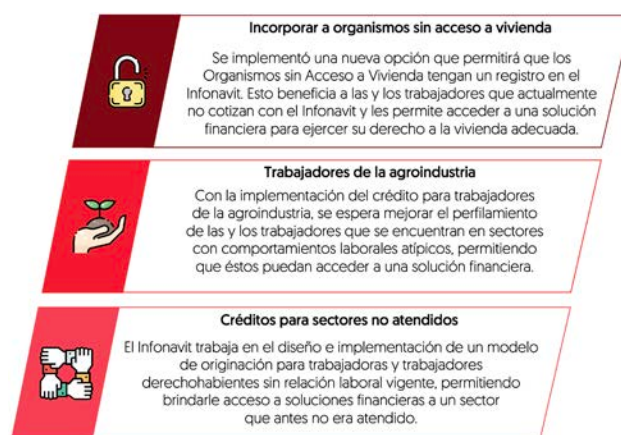 Incorporar a organismos sin acceso a vivienda
Se implementó una nueva opción que permitirá que los
Organismos sin Acceso a Vivienda tengan un registro en el
Infonavit. Esto beneficia a las y los trabajadores que actualmente
no cotizan con el Infonavit y les permite acceder a una solución
financiera para ejercer su derecho a la vivienda adecuada.
Trabajadores de la agroindustria
Con la implementación del crédito para trabajadores
de la agroindustria, se espera mejorar el perfilamiento
de las y los trabajadores que se encuentran en sectores
con comportamientos laborales atípicos, permitiendo
que éstos puedan acceder a una solución financiera.
Créditos para sectores no atendidos
El Infonavit trabaja en el diseño e implementación de un modelo
de originación para trabajadoras y trabajadores
derechohabientes sin relación laboral vigente, permitiendo
brindarle acceso a soluciones financieras a un sector
que antes no era atendido.